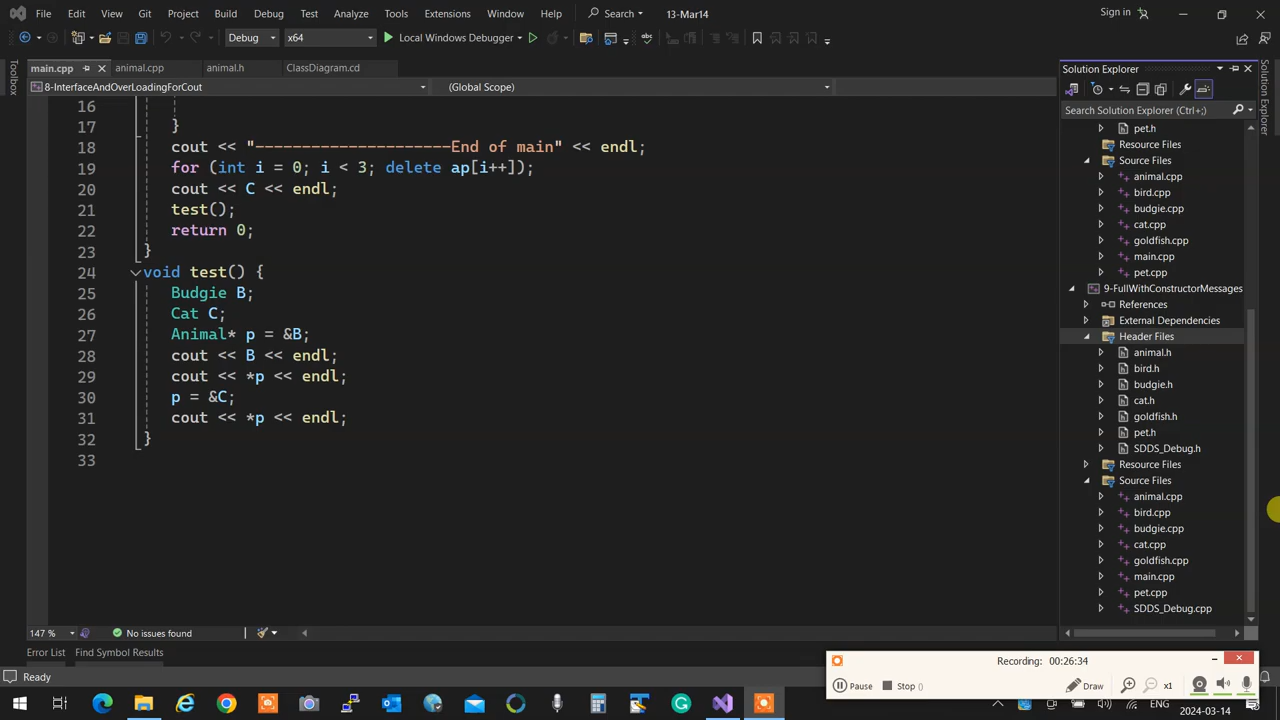 File Edit View Git Project Build Debug Test Analyze Tools Extensions Window Help Search 13-Mar14 Sign in
Debug x64 Local Windows Debugger
Toolbox
main.cpp animal.cpp animal.h ClassDiagram.cd
8-InterfaceAndOverLoadingForCout (Global Scope)
16
17 }
18 cout << "---------------------End of main" << endl;
19 for (int i = 0; i < 3; delete ap[i++]);
20 cout << C << endl;
21 test();
22 return 0;
23 }
24 void test() {
25 Budgie B;
26 Cat C;
27 Animal* p = &B;
28 cout << B << endl;
29 cout << *p << endl;
30 p = &C;
31 cout << *p << endl;
32 }
33
147 % No issues found
Error List Find Symbol Results
Ready
Solution Explorer
Search Solution Explorer (Ctrl+;)
pet.h
Resource Files
Source Files
animal.cpp
bird.cpp
budgie.cpp
cat.cpp
goldfish.cpp
main.cpp
pet.cpp
9-FullWithConstructorMessages
References
External Dependencies
Header Files
animal.h
bird.h
budgie.h
cat.h
goldfish.h
pet.h
SDDS_Debug.h
Resource Files
Source Files
animal.cpp
bird.cpp
budgie.cpp
cat.cpp
goldfish.cpp
main.cpp
pet.cpp
SDDS_Debug.cpp
Solution Explorer
Class Diagram
Recording: 00:26:34
Pause Stop () Draw x1
ENG
2024-03-14